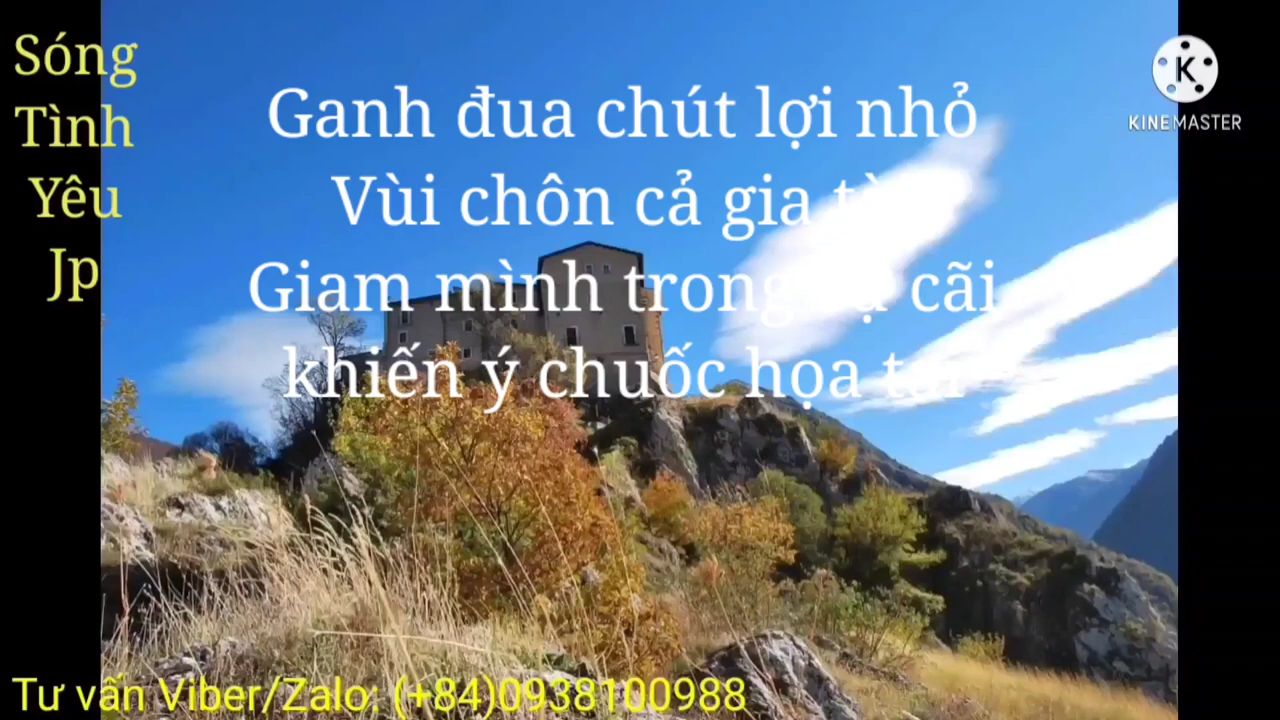 Sóng
Tình
Yêu
Jp
KINEMASTER
Ganh đua chút lợi nhỏ
Vùi chôn cả gia
Giam mình trong cãi
khiến ý chuốc họa
Tư vấn Viber/Zalo: (+84)0938100988